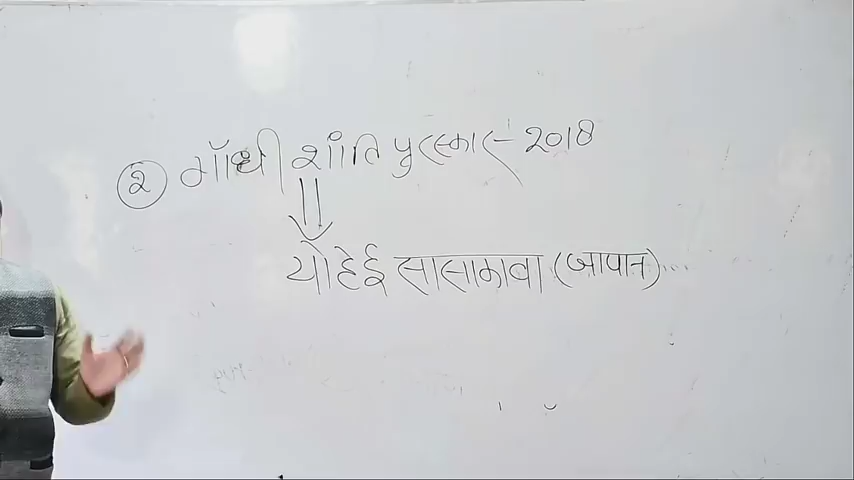 ② गाँधी शांति पुरस्कार - 2018
योहेई सासाकावा (जापान)...